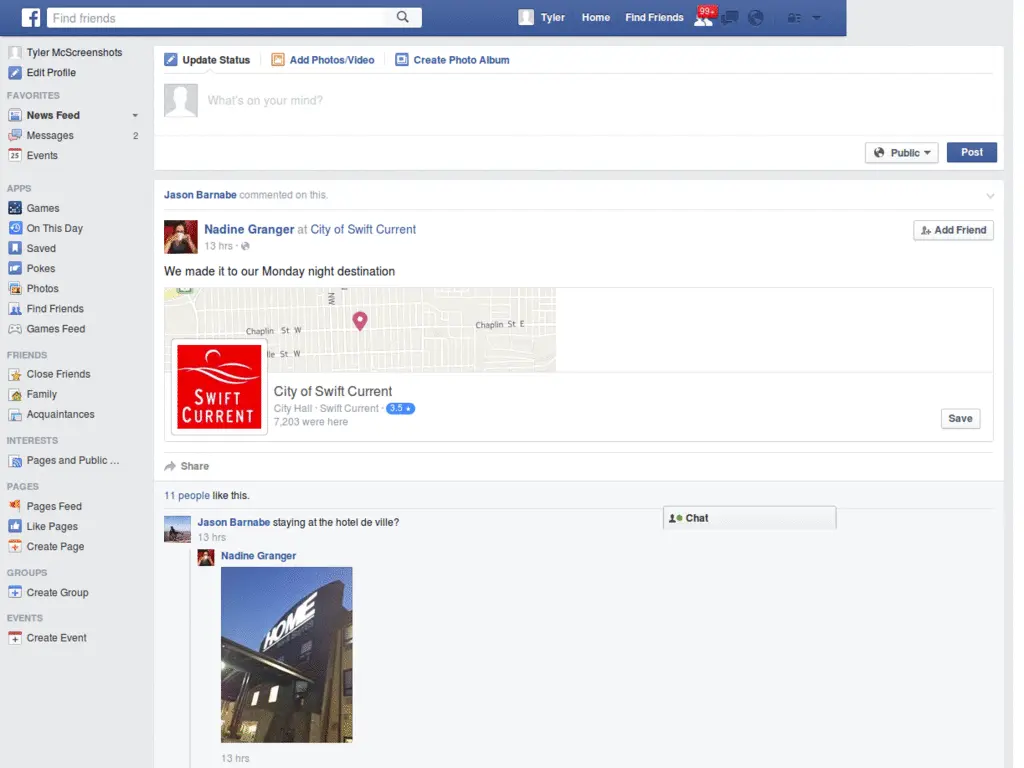 Find friends
Tyler
Home
Find Friends
99+
Tyler McScreenshots
Edit Profile
FAVORITES
News Feed
Messages 2
25 Events
APPS
Games
On This Day
Saved
Pokes
Photos
Find Friends
Games Feed
FRIENDS
Close Friends
Family
Acquaintances
INTERESTS
Pages and Public ...
PAGES
Pages Feed
Like Pages
Create Page
GROUPS
Create Group
EVENTS
Create Event
Update Status
Add Photos/Video
Create Photo Album
What's on your mind?
Public
Post
Jason Barnabe commented on this.
Nadine Granger at City of Swift Current
13 hrs ·
Add Friend
We made it to our Monday night destination
NW
Chaplin St W
Chaplin St E
lle St W
SWIFT
CURRENT
City of Swift Current
City Hall · Swift Current · 3.5 ★
7,203 were here
Save
Share
11 people like this.
Jason Barnabe staying at the hotel de ville?
13 hrs
Nadine Granger
HOME
13 hrs
Chat